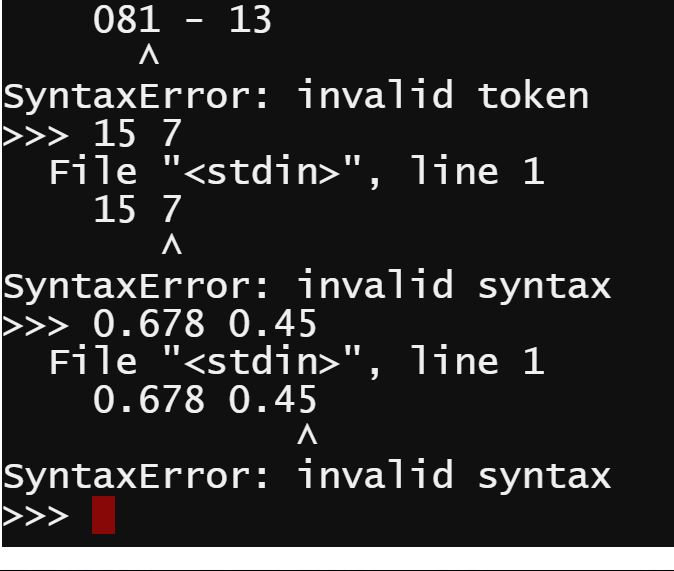 081 - 13
      ^
SyntaxError: invalid token
>>> 15 7
  File "<stdin>", line 1
    15 7
       ^
SyntaxError: invalid syntax
>>> 0.678 0.45
  File "<stdin>", line 1
    0.678 0.45
             ^
SyntaxError: invalid syntax
>>>